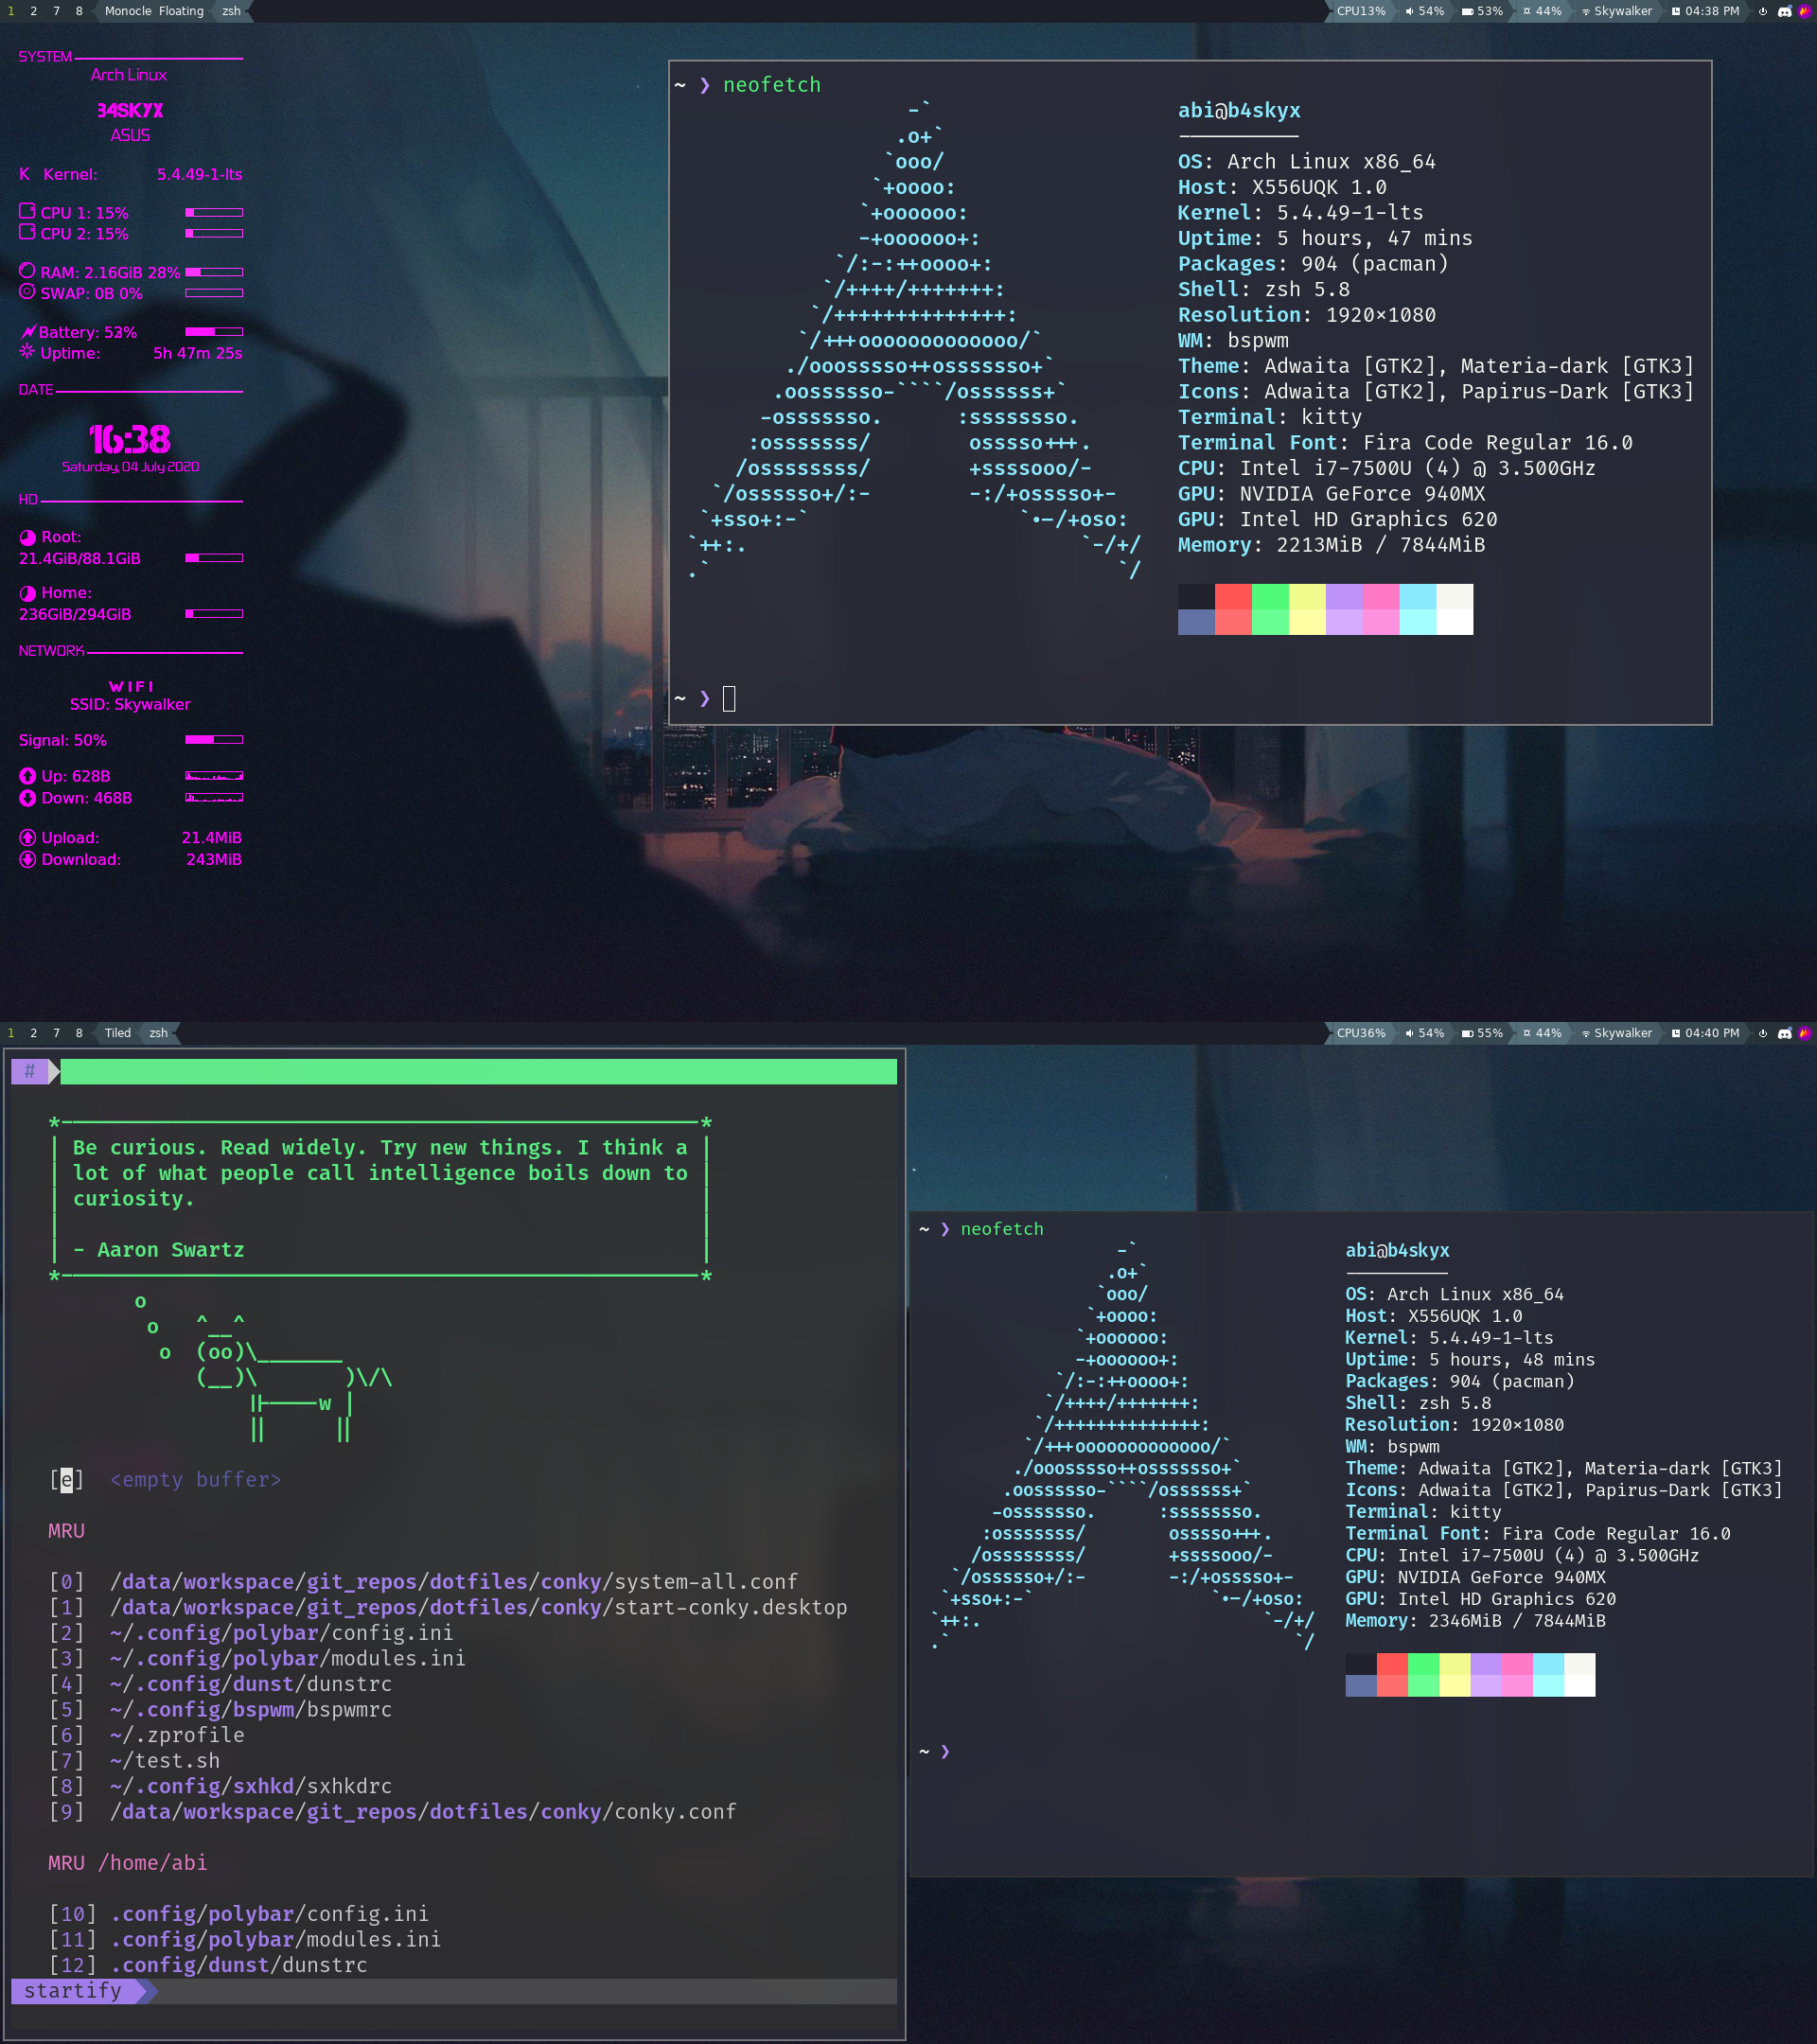 1 2 7 8 Monocle Floating zsh CPU13% 54% 53% 44% Skywalker 04:38 PM
SYSTEM
Arch Linux
B4SKYX
ASUS
K Kernel: 5.4.49-1-lts
CPU 1: 15%
CPU 2: 15%
RAM: 2.16GiB 28%
SWAP: 0B 0%
Battery: 53%
Uptime: 5h 47m 25s
DATE
16:38
Saturday, 04 July 2020
HD
Root:
21.4GiB/88.1GiB
Home:
236GiB/294GiB
NETWORK
WIFI
SSID: Skywalker
Signal: 50%
Up: 628B
Down: 468B
Upload: 21.4MiB
Download: 243MiB
~ ❯ neofetch
abi@b4skyx
OS: Arch Linux x86_64
Host: X556UQK 1.0
Kernel: 5.4.49-1-lts
Uptime: 5 hours, 47 mins
Packages: 904 (pacman)
Shell: zsh 5.8
Resolution: 1920×1080
WM: bspwm
Theme: Adwaita [GTK2], Materia-dark [GTK3]
Icons: Adwaita [GTK2], Papirus-Dark [GTK3]
Terminal: kitty
Terminal Font: Fira Code Regular 16.0
CPU: Intel i7-7500U (4) @ 3.500GHz
GPU: NVIDIA GeForce 940MX
GPU: Intel HD Graphics 620
Memory: 2213MiB / 7844MiB
~ ❯
1 2 7 8 Tiled zsh CPU36% 54% 55% 44% Skywalker 04:40 PM
#
Be curious. Read widely. Try new things. I think a
lot of what people call intelligence boils down to
curiosity.
- Aaron Swartz
[e] <empty buffer>
MRU
[0] /data/workspace/git_repos/dotfiles/conky/system-all.conf
[1] /data/workspace/git_repos/dotfiles/conky/start-conky.desktop
[2] ~/.config/polybar/config.ini
[3] ~/.config/polybar/modules.ini
[4] ~/.config/dunst/dunstrc
[5] ~/.config/bspwm/bspwmrc
[6] ~/.zprofile
[7] ~/test.sh
[8] ~/.config/sxhkd/sxhkdrc
[9] /data/workspace/git_repos/dotfiles/conky/conky.conf
MRU /home/abi
[10] .config/polybar/config.ini
[11] .config/polybar/modules.ini
[12] .config/dunst/dunstrc
startify
~ ❯ neofetch
abi@b4skyx
OS: Arch Linux x86_64
Host: X556UQK 1.0
Kernel: 5.4.49-1-lts
Uptime: 5 hours, 48 mins
Packages: 904 (pacman)
Shell: zsh 5.8
Resolution: 1920×1080
WM: bspwm
Theme: Adwaita [GTK2], Materia-dark [GTK3]
Icons: Adwaita [GTK2], Papirus-Dark [GTK3]
Terminal: kitty
Terminal Font: Fira Code Regular 16.0
CPU: Intel i7-7500U (4) @ 3.500GHz
GPU: NVIDIA GeForce 940MX
GPU: Intel HD Graphics 620
Memory: 2346MiB / 7844MiB
~ ❯